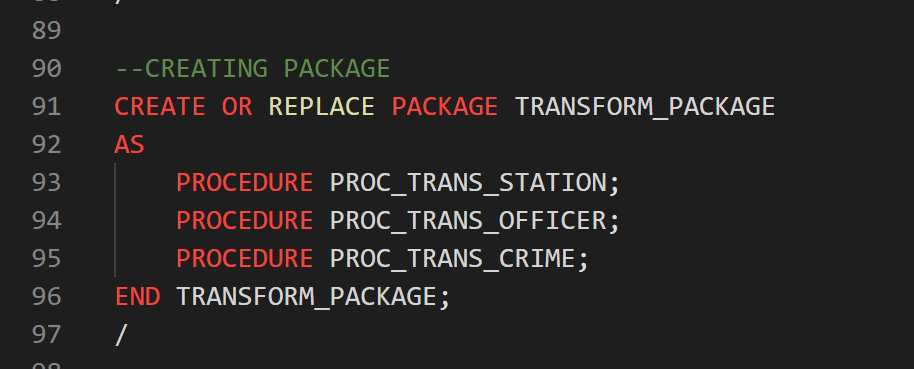 89
90 --CREATING PACKAGE
91 CREATE OR REPLACE PACKAGE TRANSFORM_PACKAGE
92 AS
93 PROCEDURE PROC_TRANS_STATION;
94 PROCEDURE PROC_TRANS_OFFICER;
95 PROCEDURE PROC_TRANS_CRIME;
96 END TRANSFORM_PACKAGE;
97 /